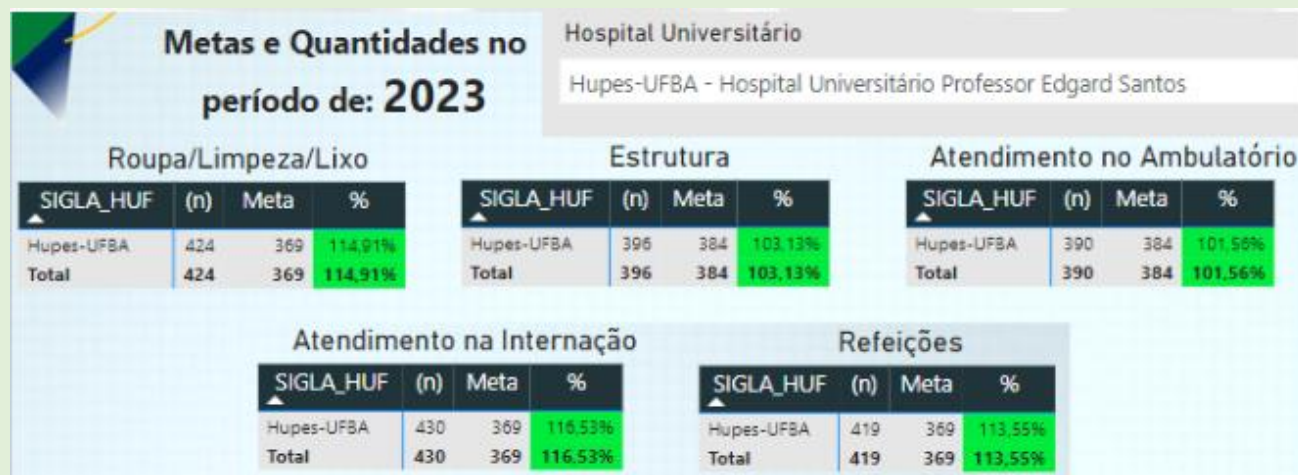 Metas e Quantidades no
período de: 2023
Hospital Universitário
Hupes-UFBA - Hospital Universitário Professor Edgard Santos
Roupa/Limpeza/Lixo
SIGLA_HUF (n) Meta %
Hupes-UFBA 424 369 114,91%
Total 424 369 114,91%
Estrutura
SIGLA_HUF (n) Meta %
Hupes-UFBA 396 384 103,13%
Total 396 384 103,13%
Atendimento no Ambulatório
SIGLA_HUF (n) Meta %
Hupes-UFBA 390 384 101,56%
Total 390 384 101,56%
Atendimento na Internação
SIGLA_HUF (n) Meta %
Hupes-UFBA 430 369 116,53%
Total 430 369 116,53%
Refeições
SIGLA_HUF (n) Meta %
Hupes-UFBA 419 369 113,55%
Total 419 369 113,55%